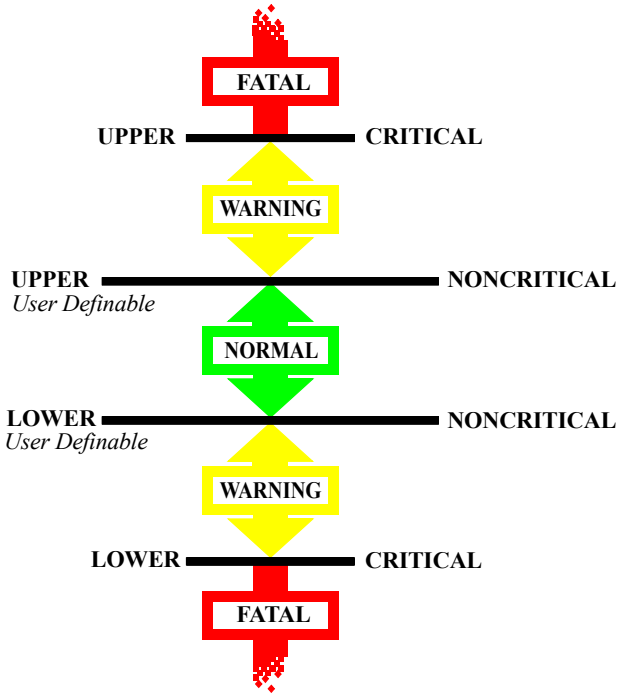 FATAL
UPPER CRITICAL
WARNING
UPPER NONCRITICAL
User Definable
NORMAL
LOWER NONCRITICAL
User Definable
WARNING
LOWER CRITICAL
FATAL